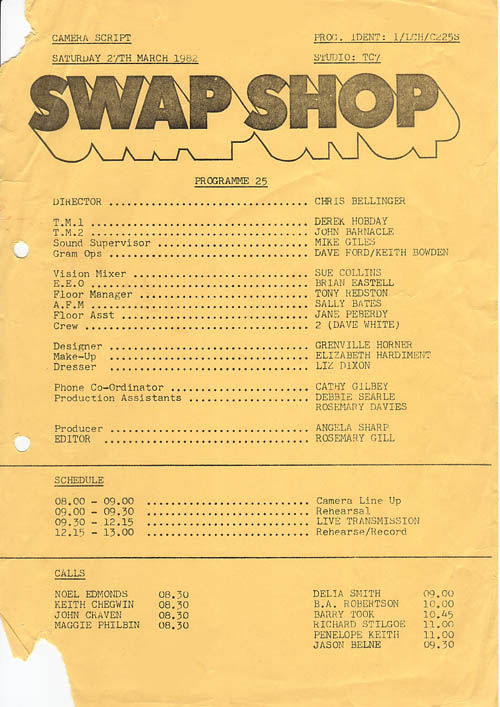 CAMERA SCRIPT PROG. IDENT: 1/LCH/C225S
SATURDAY 27TH MARCH 1982 STUDIO: TC7
SWAP SHOP
PROGRAMME 25
DIRECTOR ................................. CHRIS BELLINGER
T.M.1 .................................... DEREK HOBDAY
T.M.2 .................................... JOHN BARNACLE
Sound Supervisor ......................... MIKE GILES
Gram Ops ................................. DAVE FORD/KEITH BOWDEN
Vision Mixer ............................. SUE COLLINS
E.E.O .................................... BRIAN EASTELL
Floor Manager ............................ TONY REDSTON
A.F.M .................................... SALLY BATES
Floor Asst ............................... JANE PEBERDY
Crew ..................................... 2 (DAVE WHITE)
Designer ................................. GRENVILLE HORNER
Make-Up .................................. ELIZABETH HARDIMENT
Dresser .................................. LIZ DIXON
Phone Co-Ordinator ....................... CATHY GILBEY
Production Assistants .................... DEBBIE SEARLE
ROSEMARY DAVIES
Producer ................................. ANGELA SHARP
EDITOR ................................... ROSEMARY GILL
SCHEDULE
08.00 - 09.00 ........................... Camera Line Up
09.00 - 09.30 ........................... Rehearsal
09.30 - 12.15 ........................... LIVE TRANSMISSION
12.15 - 13.00 ........................... Rehearse/Record
CALLS
NOEL EDMONDS 08.30 DELIA SMITH 09.00
KEITH CHEGWIN 08.30 B.A. ROBERTSON 10.00
JOHN CRAVEN 08.30 BARRY TOOK 10.45
MAGGIE PHILBIN 08.30 RICHARD STILGOE 11.00
PENELOPE KEITH 11.00
JASON BELNE 09.30